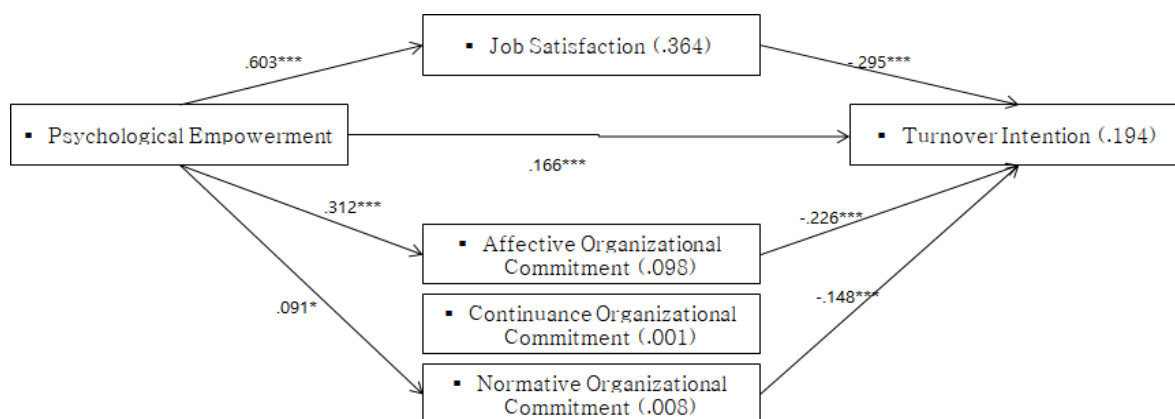 ▪ Job Satisfaction (.364)
.603***
-.295***
▪ Psychological Empowerment
▪ Turnover Intention (.194)
.166***
.312***
-.226***
▪ Affective Organizational
Commitment (.098)
.091*
-.148***
▪ Continuance Organizational
Commitment (.001)
▪ Normative Organizational
Commitment (.008)